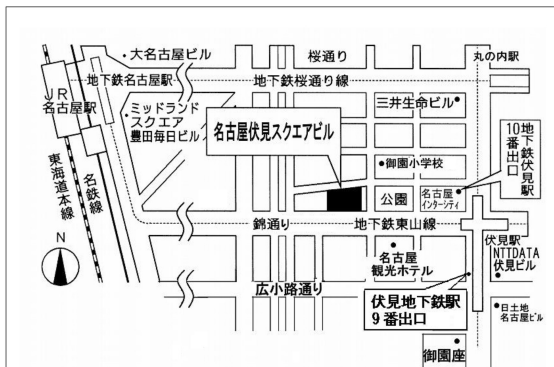 大名古屋ビル
桜通り
丸の内駅
JR
名古屋駅
地下鉄名古屋駅
地下鉄桜通り線
ミッドランド
スクエア
豊田毎日ビル
名古屋伏見スクエアビル
三井生命ビル
地下鉄伏見駅
10番出口
御園小学校
東海道本線
名鉄線
公園
名古屋
インターシティ
錦通り
地下鉄東山線
N
名古屋
観光ホテル
伏見駅
NTTDATA
伏見ビル
広小路通り
伏見地下鉄駅
9番出口
日土地
名古屋ビル
御園座